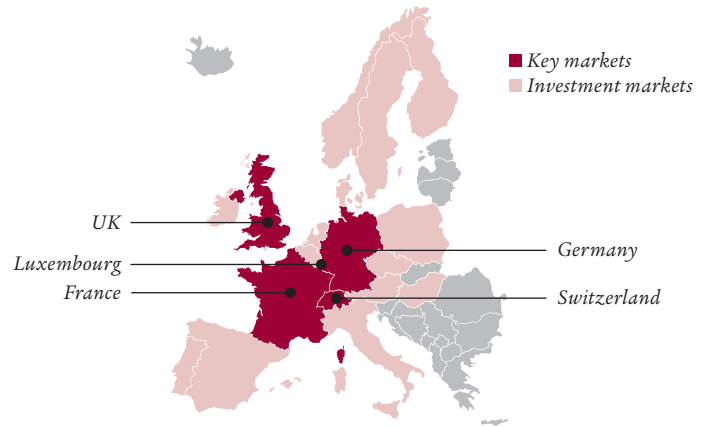 Key markets
Investment markets
UK
Germany
Luxembourg
France
Switzerland